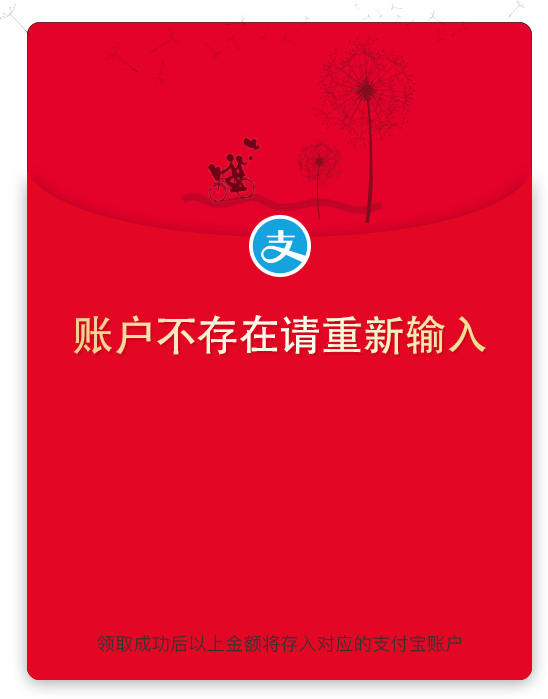 支
账户不存在请重新输入
领取成功后以上金额将存入对应的支付宝账户